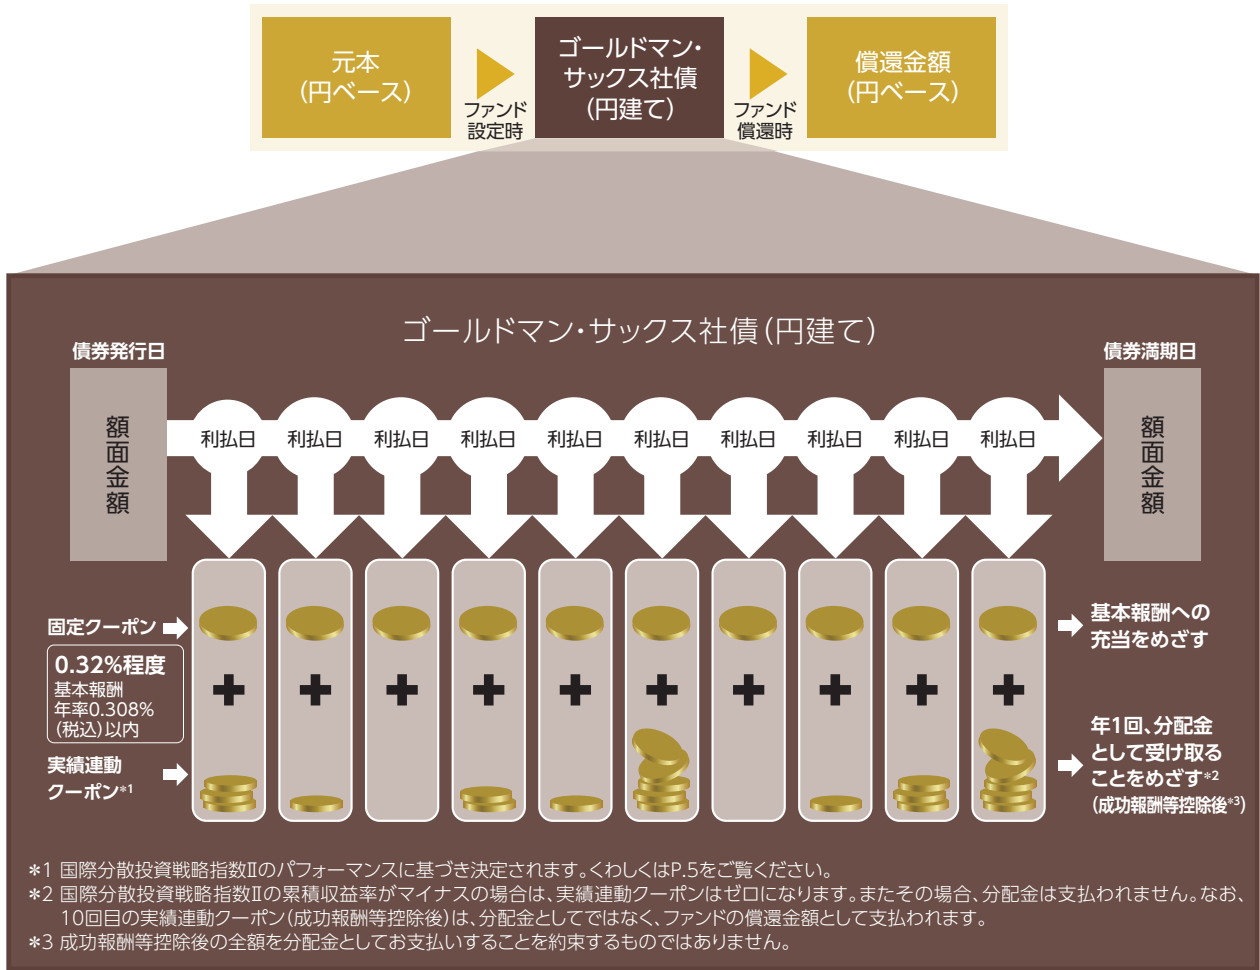 元本
(円ベース)
ファンド
設定時
ゴールドマン・
サックス社債
(円建て)
ファンド
償還時
償還金額
(円ベース)
ゴールドマン・サックス社債(円建て)
債券発行日
額面金額
債券満期日
額面金額
利払日 利払日 利払日 利払日 利払日 利払日 利払日 利払日 利払日 利払日
固定クーポン
0.32%程度
基本報酬
年率0.308%
(税込)以内
実績連動
クーポン*1
基本報酬への
充当をめざす
年1回、分配金
として受け取る
ことをめざす*2
(成功報酬等控除後*3)
*1 国際分散投資戦略指数Ⅱのパフォーマンスに基づき決定されます。くわしくはP.5をご覧ください。
*2 国際分散投資戦略指数Ⅱの累積収益率がマイナスの場合は、実績連動クーポンはゼロになります。またその場合、分配金は支払われません。なお、
10回目の実績連動クーポン(成功報酬等控除後)は、分配金としてではなく、ファンドの償還金額として支払われます。
*3 成功報酬等控除後の全額を分配金としてお支払いすることを約束するものではありません。